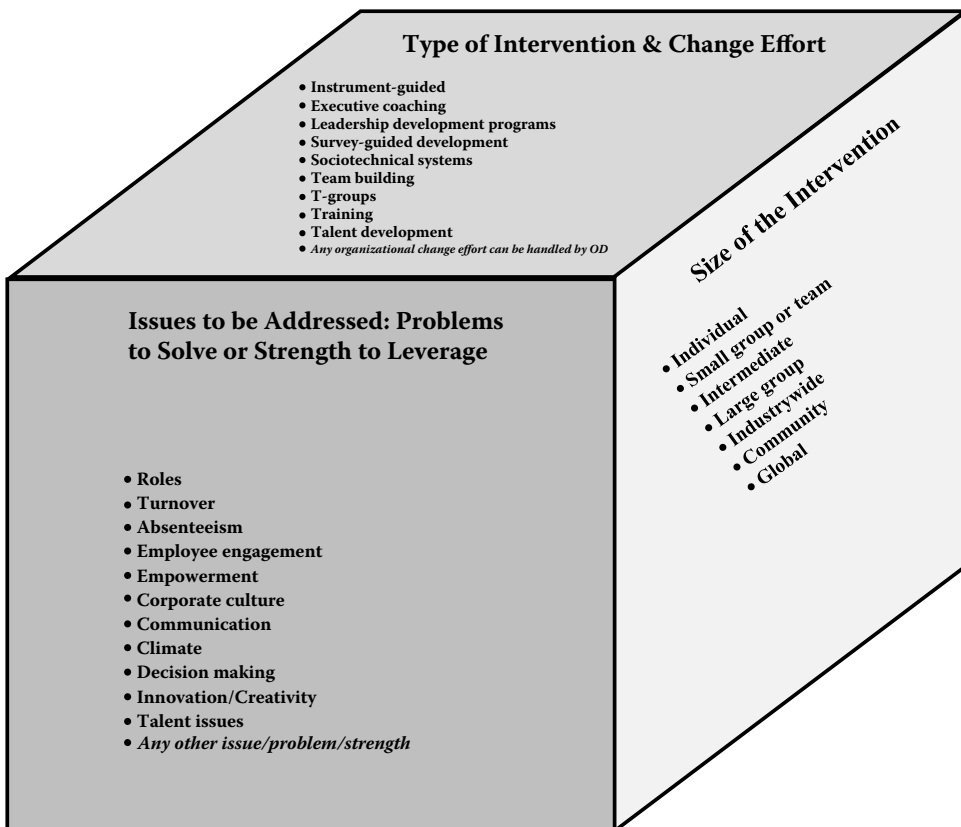 Type of Intervention & Change Effort
• Instrument-guided
• Executive coaching
• Leadership development programs
• Survey-guided development
• Sociotechnical systems
• Team building
• T-groups
• Training
• Talent development
• Any organizational change effort can be handled by OD
Issues to be Addressed: Problems
to Solve or Strength to Leverage
• Roles
• Turnover
• Absenteeism
• Employee engagement
• Empowerment
• Corporate culture
• Communication
• Climate
• Decision making
• Innovation/Creativity
• Talent issues
• Any other issue/problem/strength
Size of the Intervention
• Individual
• Small group or team
• Intermediate
• Large group
• Industrywide
• Community
• Global